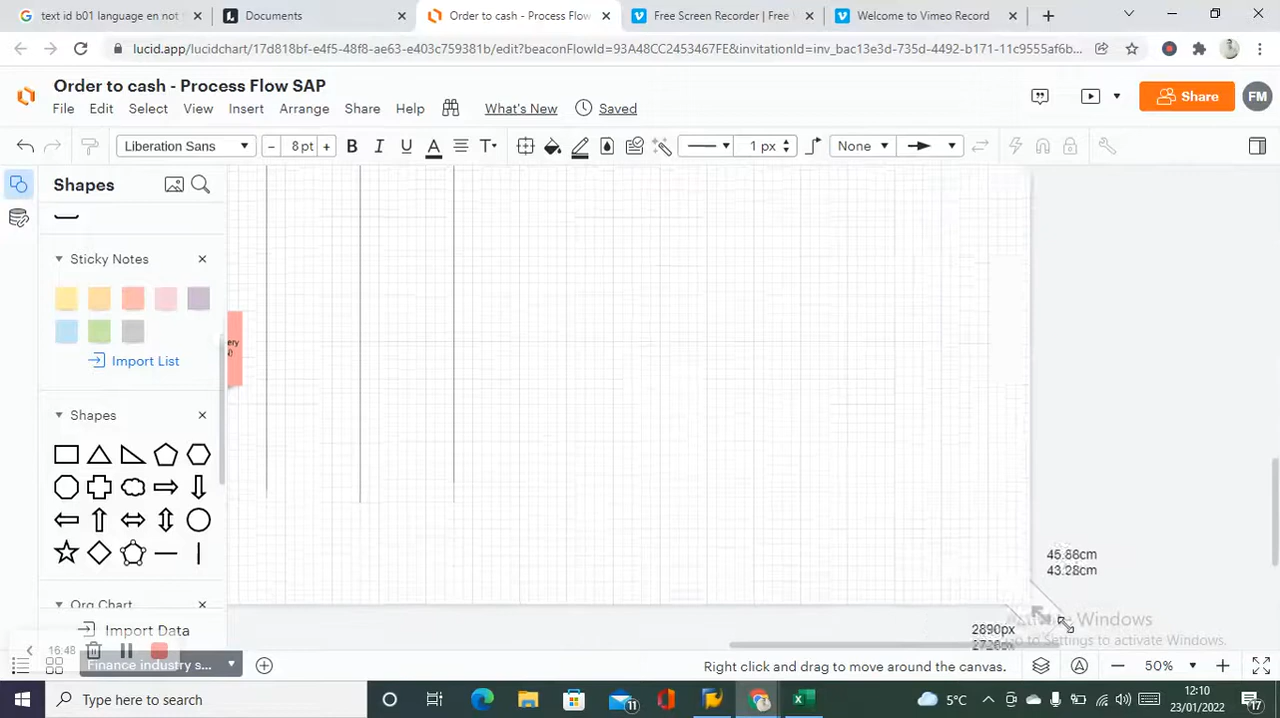 text id b01 language en not
Documents
Order to cash - Process Flow
Free Screen Recorder | Free
Welcome to Vimeo Record
lucid.app/lucidchart/17d818bf-e4f5-48f8-ae63-e403c759381b/edit?beaconFlowId=93A48CC2453467FE&invitationId=inv_bac13e3d-735d-4492-b171-11c9555af6b...
Order to cash - Process Flow SAP
File Edit Select View Insert Arrange Share Help What's New Saved
Share
FM
Liberation Sans
8 pt
B I U A T
1 px
None
Shapes
Sticky Notes
Import List
Shapes
Org Chart
Import Data
ery
45.86cm
43.28cm
2890px
Activate Windows
Go to Settings to activate Windows.
16:48
Finance industry s...
Right click and drag to move around the canvas.
50%
Type here to search
11
5°C
12:10
23/01/2022
17